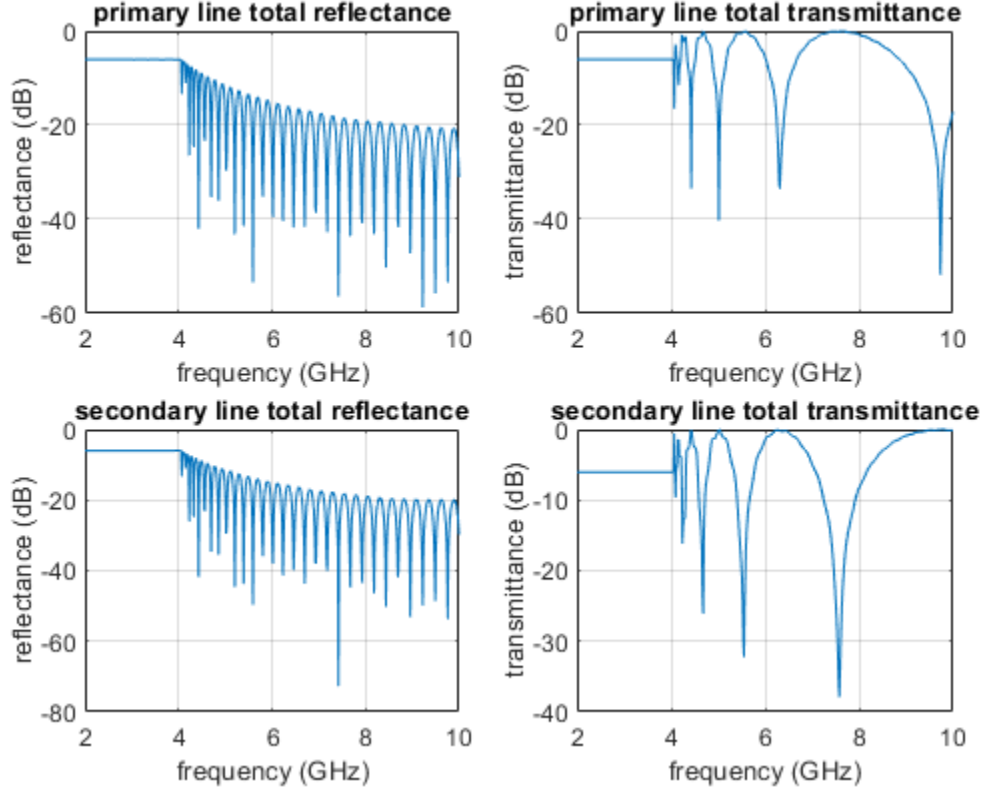 primary line total reflectance
reflectance (dB)
0
-20
-40
-60
2 4 6 8 10
frequency (GHz)
primary line total transmittance
transmittance (dB)
0
-20
-40
-60
2 4 6 8 10
frequency (GHz)
secondary line total reflectance
reflectance (dB)
0
-20
-40
-60
-80
2 4 6 8 10
frequency (GHz)
secondary line total transmittance
transmittance (dB)
0
-10
-20
-30
-40
2 4 6 8 10
frequency (GHz)